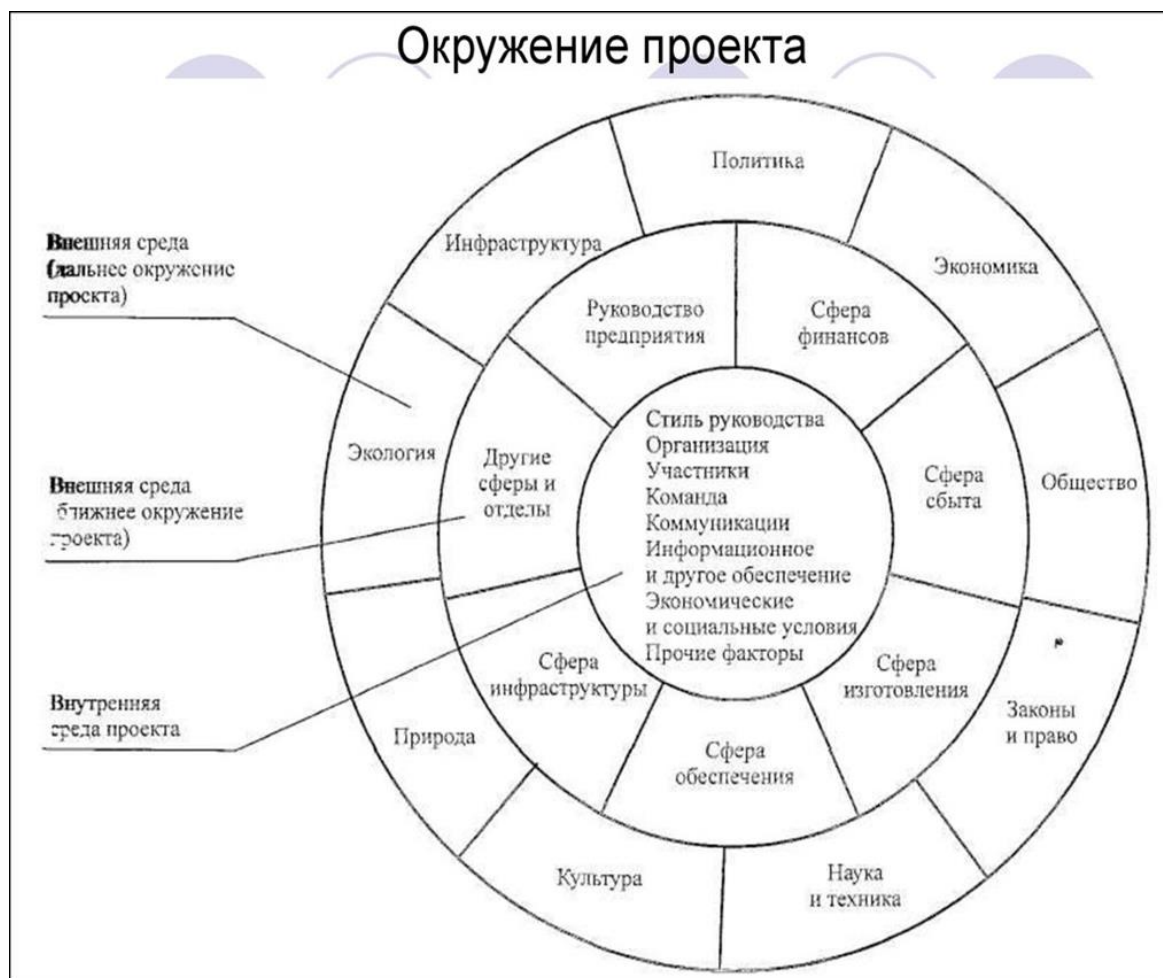 Окружение проекта
Политика
Экономика
Общество
Законы
и право
Наука
и техника
Культура
Природа
Экология
Инфраструктура
Руководство
предприятия
Сфера
финансов
Сфера
сбыта
Сфера
изготовления
Сфера
обеспечения
Сфера
инфраструктуры
Другие
сферы и
отделы
Стиль руководства
Организация
Участники
Команда
Коммуникации
Информационное
и другое обеспечение
Экономические
и социальные условия
Прочие факторы
Внешняя среда
(дальнее окружение
проекта)
Внешняя среда
ближнее окружение
проекта)
Внутренняя
среда проекта